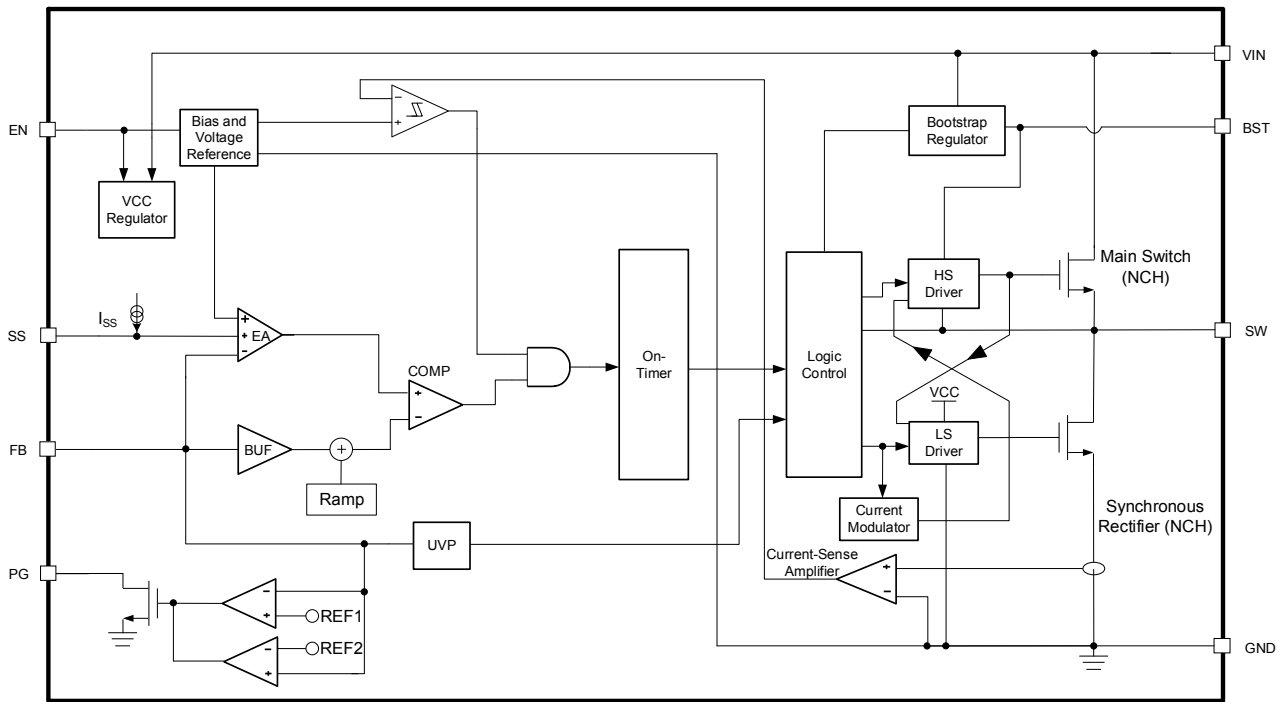 VIN
EN
Bias and
Voltage
Reference
-
+
Bootstrap
Regulator
BST
VCC
Regulator
Main Switch
(NCH)
HS
Driver
ISS
SS
+
+
-
EA
SW
On-
Timer
Logic
Control
COMP
+
-
VCC
LS
Driver
FB
BUF
+
Ramp
Current
Modulator
Synchronous
Rectifier (NCH)
UVP
Current-Sense
Amplifier
+
-
PG
-
+
REF1
-
+
REF2
GND